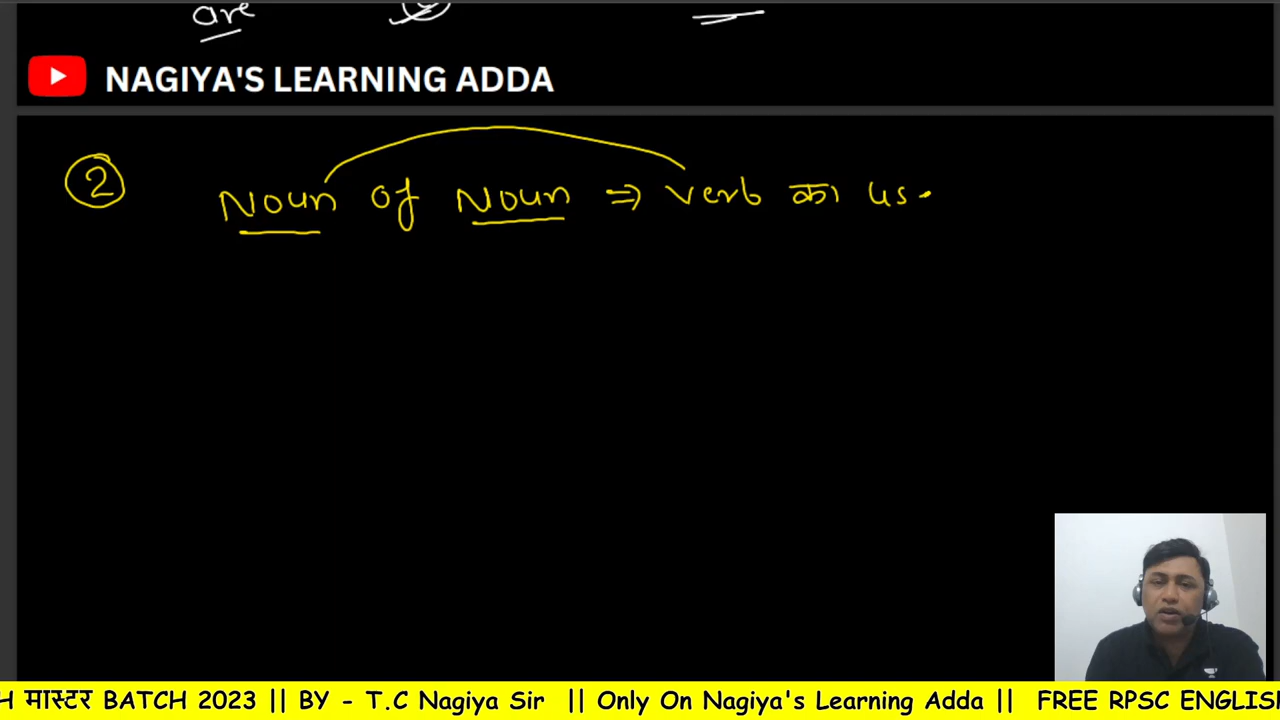 are
NAGIYA'S LEARNING ADDA
2 Noun of Noun ⇒ verb का us
H मास्टर BATCH 2023 || BY - T.C Nagiya Sir || Only On Nagiya's Learning Adda || FREE RPSC ENGLIS